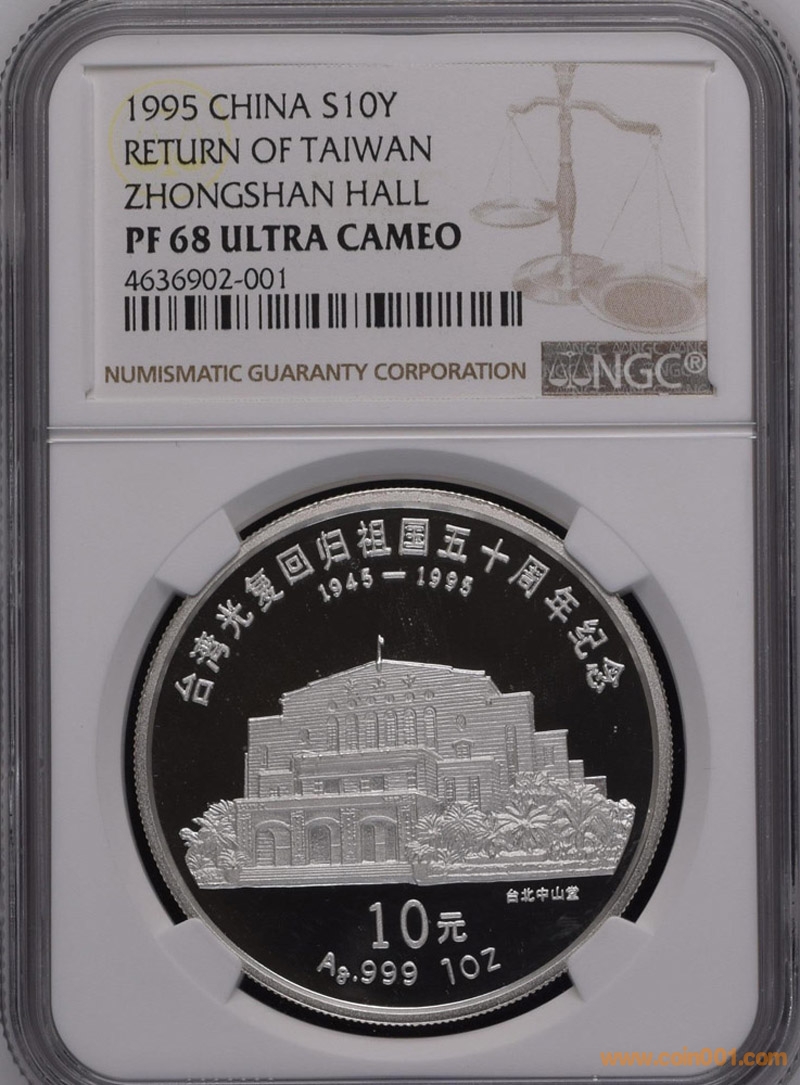 1995 CHINA S10Y
RETURN OF TAIWAN
ZHONGSHAN HALL
PF 68 ULTRA CAMEO
4636902-001
NUMISMATIC GUARANTY CORPORATION
NGC®
台湾光复回归祖国五十周年纪念
1945－1995
台北中山堂
10元
Ag.999 1OZ
www.coin001.com